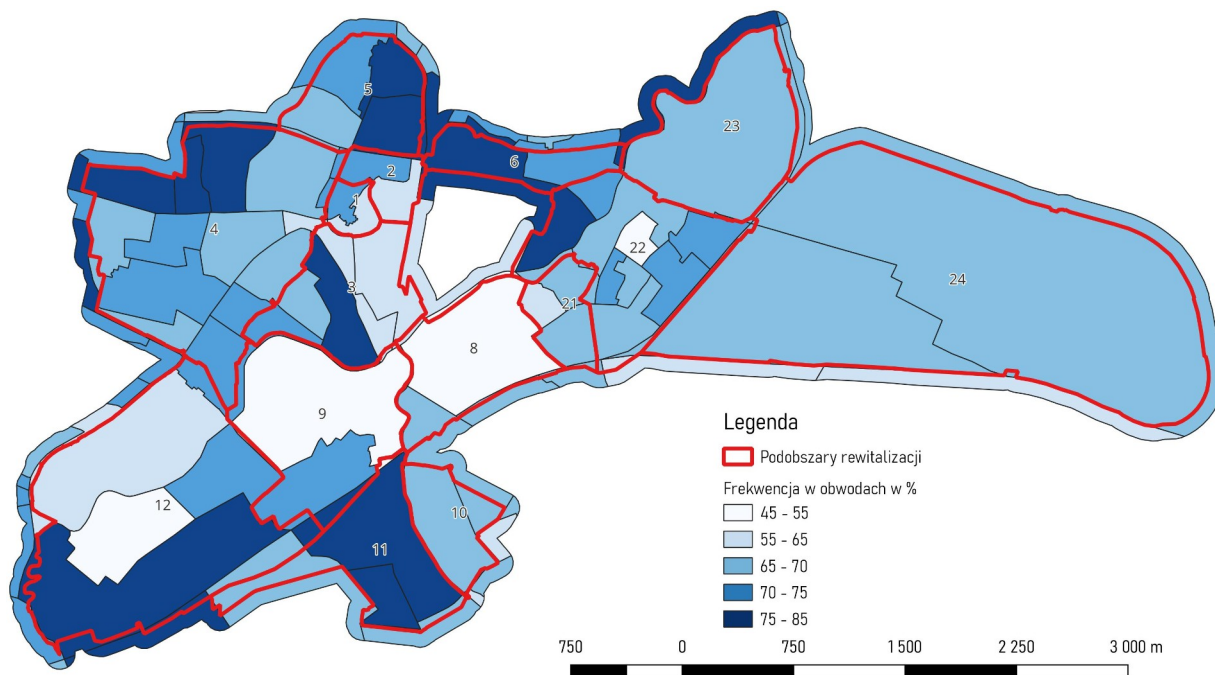 5
23
6
2
1
4
22
24
3
21
8
9
12
10
11
Legenda
Podobszary rewitalizacji
Frekwencja w obwodach w %
45 - 55
55 - 65
65 - 70
70 - 75
75 - 85
750 0 750 1 500 2 250 3 000 m